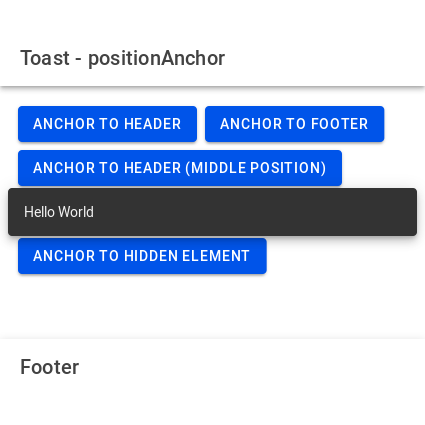 Toast - positionAnchor
ANCHOR TO HEADER ANCHOR TO FOOTER
ANCHOR TO HEADER (MIDDLE POSITION)
Hello World
ANCHOR TO HIDDEN ELEMENT
Footer